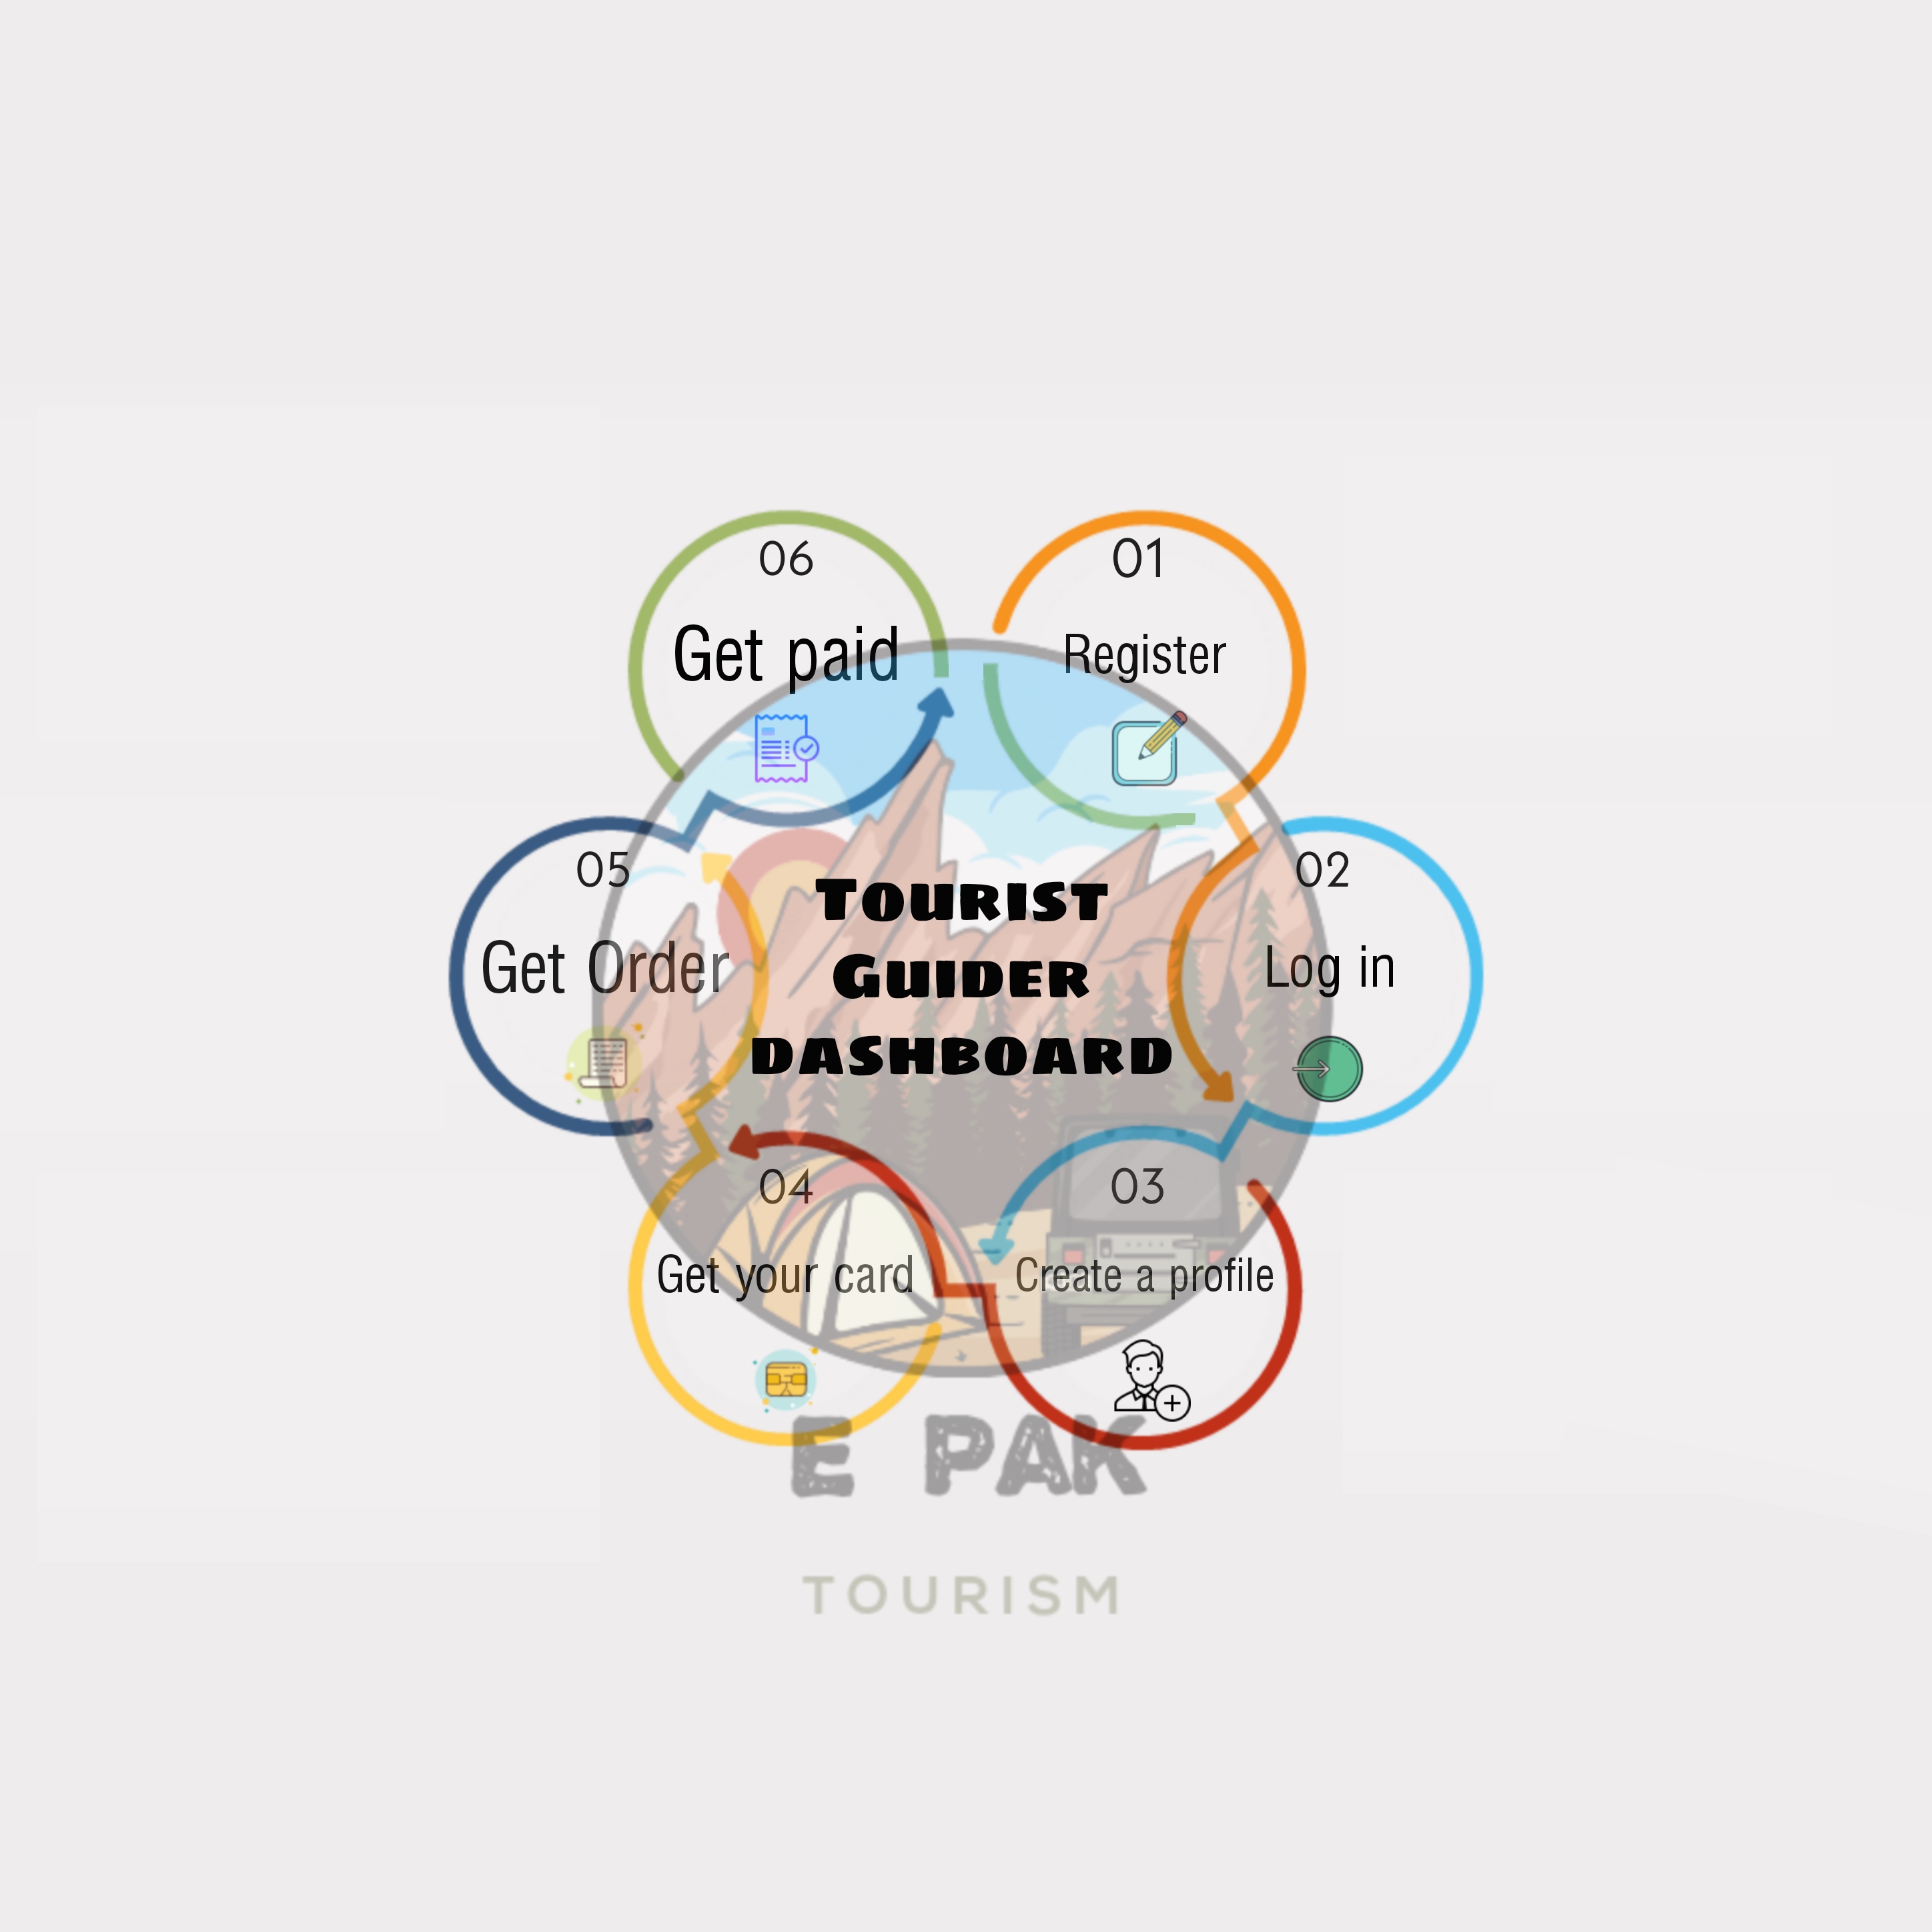 01
Register
02
Log in
03
Create a profile
04
Get your card
05
Get Order
06
Get paid
TOURIST
GUIDER
DASHBOARD
E PAK
TOURISM